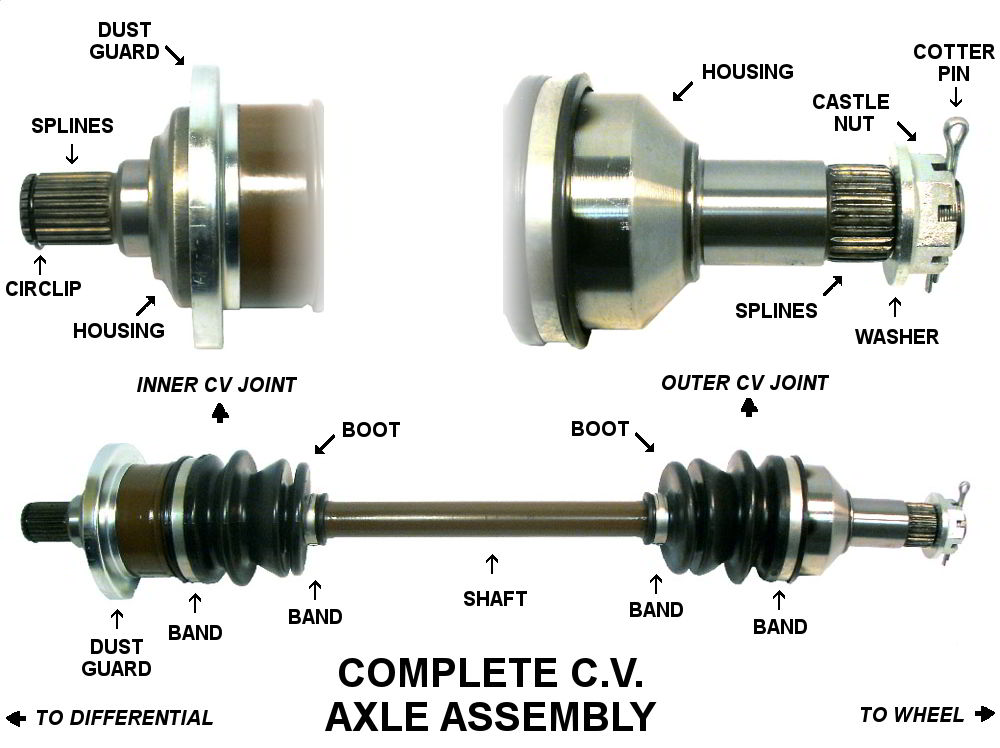 DUST
GUARD
SPLINES
CIRCLIP
HOUSING
HOUSING
COTTER
PIN
CASTLE
NUT
SPLINES
WASHER
INNER CV JOINT
OUTER CV JOINT
BOOT
BOOT
SHAFT
BAND
BAND
BAND
BAND
DUST
GUARD
COMPLETE C.V.
AXLE ASSEMBLY
TO DIFFERENTIAL
TO WHEEL